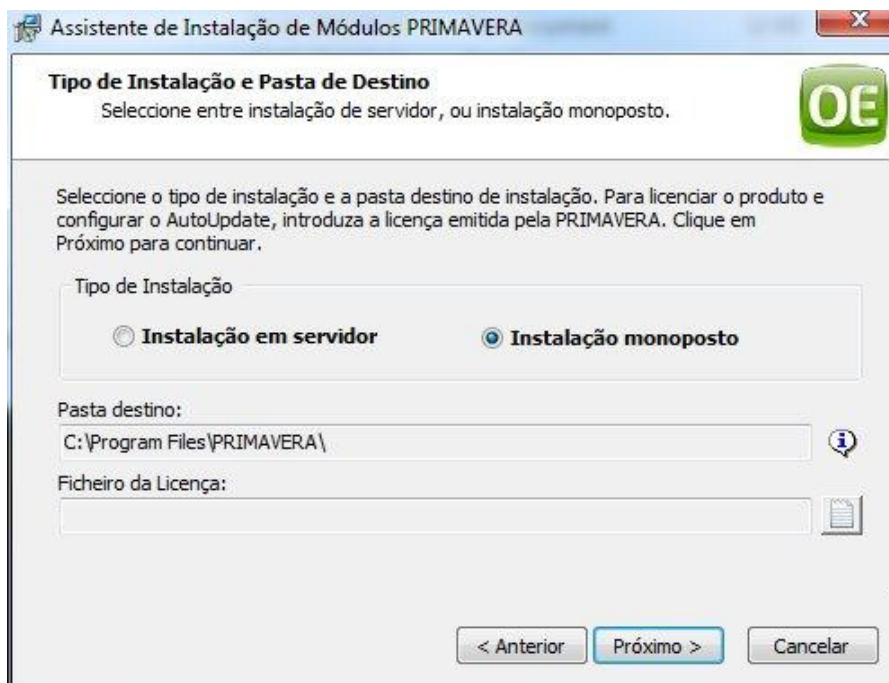 Assistente de Instalação de Módulos PRIMAVERA
Tipo de Instalação e Pasta de Destino
Seleccione entre instalação de servidor, ou instalação monoposto.
OE
Seleccione o tipo de instalação e a pasta destino de instalação. Para licenciar o produto e
configurar o AutoUpdate, introduza a licença emitida pela PRIMAVERA. Clique em
Próximo para continuar.
Tipo de Instalação
Instalação em servidor
Instalação monoposto
Pasta destino:
C:\Program Files\PRIMAVERA\
Ficheiro da Licença:
< Anterior
Próximo >
Cancelar